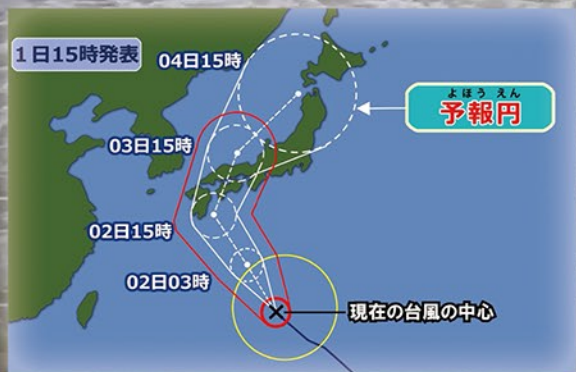 1日15時発表
04日15時
よほうえん
予報円
03日15時
02日15時
02日03時
現在の台風の中心